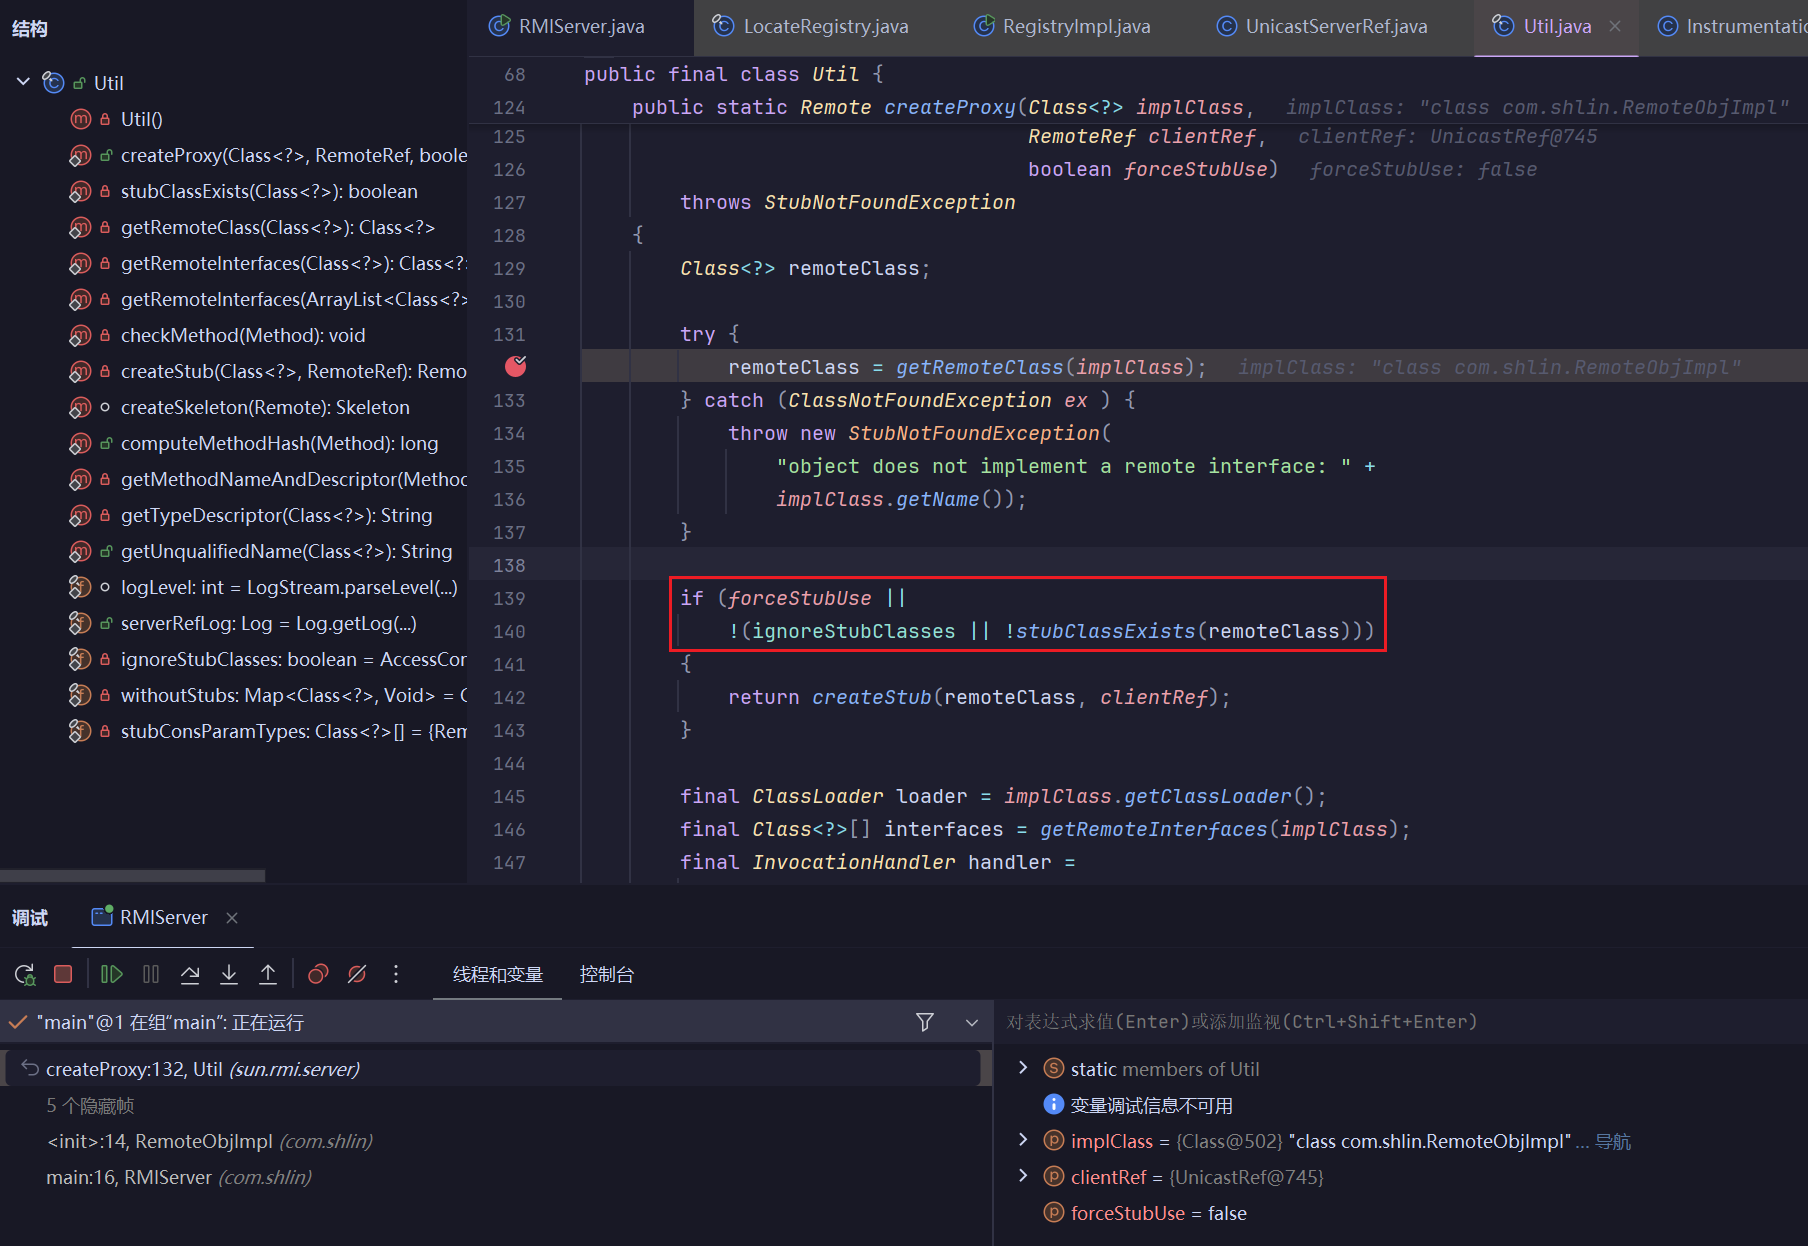 结构
Util
Util()
createProxy(Class<?>, RemoteRef, boole
stubClassExists(Class<?>): boolean
getRemoteClass(Class<?>): Class<?>
getRemoteInterfaces(Class<?>): Class<?>
getRemoteInterfaces(ArrayList<Class<?>
checkMethod(Method): void
createStub(Class<?>, RemoteRef): Remo
createSkeleton(Remote): Skeleton
computeMethodHash(Method): long
getMethodNameAndDescriptor(Method
getTypeDescriptor(Class<?>): String
getUnqualifiedName(Class<?>): String
logLevel: int = LogStream.parseLevel(...)
serverRefLog: Log = Log.getLog(...)
ignoreStubClasses: boolean = AccessCon
withoutStubs: Map<Class<?>, Void> = C
stubConsParamTypes: Class<?>[] = {Rem
RMIServer.java LocateRegistry.java RegistryImpl.java UnicastServerRef.java Util.java Instrumentatio
68 public final class Util {
124 public static Remote createProxy(Class<?> implClass, implClass: "class com.shlin.RemoteObjImpl"
125 RemoteRef clientRef, clientRef: UnicastRef@745
126 boolean forceStubUse) forceStubUse: false
127 throws StubNotFoundException
128 {
129 Class<?> remoteClass;
130
131 try {
remoteClass = getRemoteClass(implClass); implClass: "class com.shlin.RemoteObjImpl"
133 } catch (ClassNotFoundException ex ) {
134 throw new StubNotFoundException(
135 "object does not implement a remote interface: " +
136 implClass.getName());
137 }
138
139 if (forceStubUse ||
140 !(ignoreStubClasses || !stubClassExists(remoteClass)))
141 {
142 return createStub(remoteClass, clientRef);
143 }
144
145 final ClassLoader loader = implClass.getClassLoader();
146 final Class<?>[] interfaces = getRemoteInterfaces(implClass);
147 final InvocationHandler handler =
调试 RMIServer
线程和变量 控制台
"main"@1 在组"main": 正在运行
createProxy:132, Util (sun.rmi.server)
5 个隐藏帧
<init>:14, RemoteObjImpl (com.shlin)
main:16, RMIServer (com.shlin)
对表达式求值(Enter)或添加监视(Ctrl+Shift+Enter)
static members of Util
变量调试信息不可用
implClass = {Class@502} "class com.shlin.RemoteObjImpl" ... 导航
clientRef = {UnicastRef@745}
forceStubUse = false